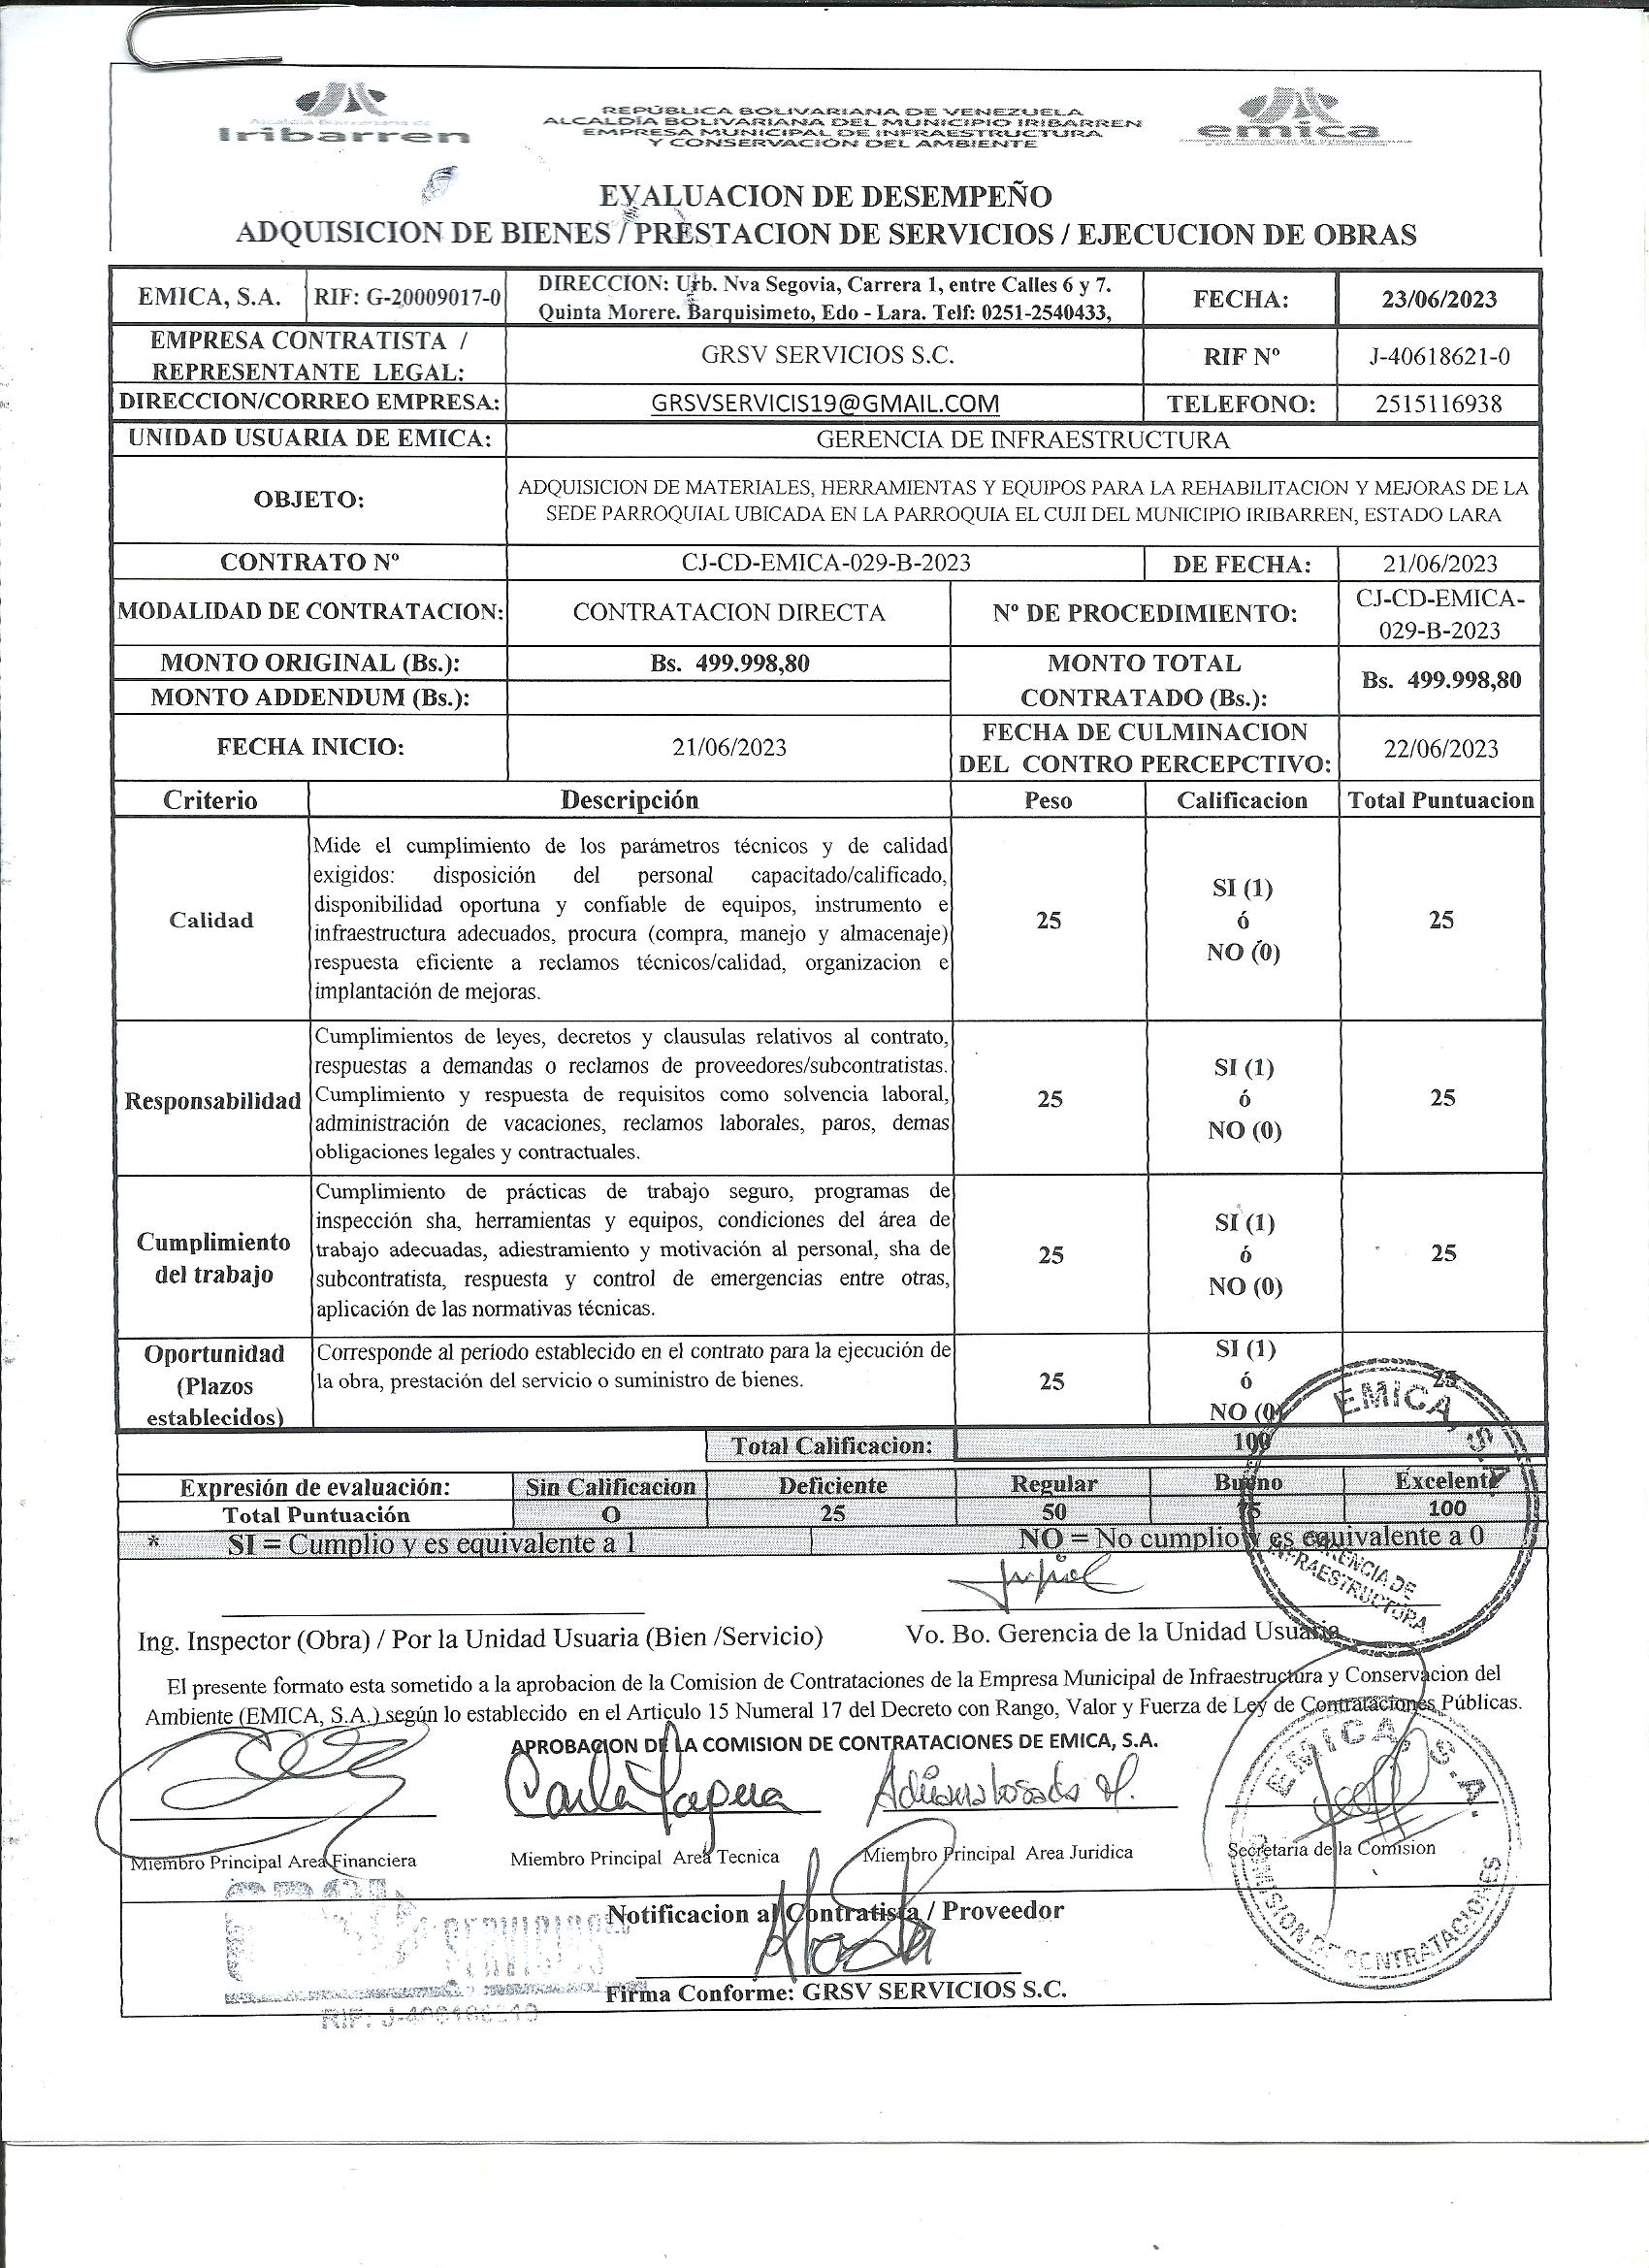 Iribarren
REPÚBLICA BOLIVARIANA DE VENEZUELA
ALCALDÍA BOLIVARIANA DEL MUNICIPIO IRIBARREN
EMPRESA MUNICIPAL DE INFRAESTRUCTURA
Y CONSERVACIÓN DEL AMBIENTE
emica
EVALUACION DE DESEMPEÑO
ADQUISICION DE BIENES / PRESTACION DE SERVICIOS / EJECUCION DE OBRAS
EMICA, S.A. RIF: G-20009017-0 DIRECCION: Urb. Nva Segovia, Carrera 1, entre Calles 6 y 7.
Quinta Morere. Barquisimeto, Edo - Lara. Telf: 0251-2540433,
FECHA: 23/06/2023
EMPRESA CONTRATISTA /
REPRESENTANTE LEGAL:
GRSV SERVICIOS S.C. RIF Nº J-40618621-0
DIRECCION/CORREO EMPRESA: GRSVSERVICIS19@GMAIL.COM TELEFONO: 2515116938
UNIDAD USUARIA DE EMICA: GERENCIA DE INFRAESTRUCTURA
OBJETO:
ADQUISICION DE MATERIALES, HERRAMIENTAS Y EQUIPOS PARA LA REHABILITACION Y MEJORAS DE LA
SEDE PARROQUIAL UBICADA EN LA PARROQUIA EL CUJI DEL MUNICIPIO IRIBARREN, ESTADO LARA
CONTRATO Nº CJ-CD-EMICA-029-B-2023 DE FECHA: 21/06/2023
MODALIDAD DE CONTRATACION: CONTRATACION DIRECTA Nº DE PROCEDIMIENTO: CJ-CD-EMICA-
029-B-2023
MONTO ORIGINAL (Bs.): Bs. 499.998,80
MONTO ADDENDUM (Bs.):
MONTO TOTAL
CONTRATADO (Bs.):
Bs. 499.998,80
FECHA INICIO: 21/06/2023
FECHA DE CULMINACION
DEL CONTRO PERCEPCTIVO:
22/06/2023
Criterio Descripción Peso Calificacion Total Puntuacion
Calidad
Mide el cumplimiento de los parámetros técnicos y de calidad
exigidos: disposición del personal capacitado/calificado,
disponibilidad oportuna y confiable de equipos, instrumento e
infraestructura adecuados, procura (compra, manejo y almacenaje)
respuesta eficiente a reclamos técnicos/calidad, organizacion e
implantación de mejoras.
25
SI (1)
ó
NO (0)
25
Responsabilidad
Cumplimientos de leyes, decretos y clausulas relativos al contrato,
respuestas a demandas o reclamos de proveedores/subcontratistas.
Cumplimiento y respuesta de requisitos como solvencia laboral,
administración de vacaciones, reclamos laborales, paros, demas
obligaciones legales y contractuales.
25
SI (1)
ó
NO (0)
25
Cumplimiento
del trabajo
Cumplimiento de prácticas de trabajo seguro, programas de
inspección sha, herramientas y equipos, condiciones del área de
trabajo adecuadas, adiestramiento y motivación al personal, sha de
subcontratista, respuesta y control de emergencias entre otras,
aplicación de las normativas técnicas.
25
SI (1)
ó
NO (0)
25
Oportunidad
(Plazos
establecidos)
Corresponde al periodo establecido en el contrato para la ejecución de
la obra, prestación del servicio o suministro de bienes.
25
SI (1)
ó
NO (0)
25
Total Calificacion: 100
Expresión de evaluación: Sin Calificacion Deficiente Regular Bueno Excelente
Total Puntuación O 25 50 75 100
* SI = Cumplio y es equivalente a 1 NO = No cumplio y es equivalente a 0
EMICA, S.A.
GERENCIA DE
INFRAESTRUCTURA
Ing. Inspector (Obra) / Por la Unidad Usuaria (Bien /Servicio) Vo. Bo. Gerencia de la Unidad Usuaria
El presente formato esta sometido a la aprobacion de la Comision de Contrataciones de la Empresa Municipal de Infraestructura y Conservacion del
Ambiente (EMICA, S.A.) según lo establecido en el Articulo 15 Numeral 17 del Decreto con Rango, Valor y Fuerza de Ley de Contrataciones Públicas.
APROBACION DE LA COMISION DE CONTRATACIONES DE EMICA, S.A.
Miembro Principal Area Financiera Miembro Principal Area Tecnica Miembro Principal Area Juridica Secretaria de la Comision
EMICA, S.A.
COMISION DE CONTRATACIONES
Notificacion al Contratista / Proveedor
SERVICIOS
Firma Conforme: GRSV SERVICIOS S.C.